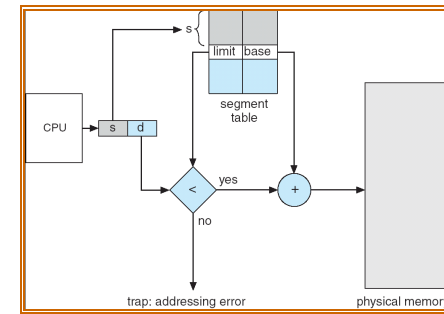 s
limit base
segment
table
CPU
s d
<
yes
+
no
trap: addressing error
physical memor